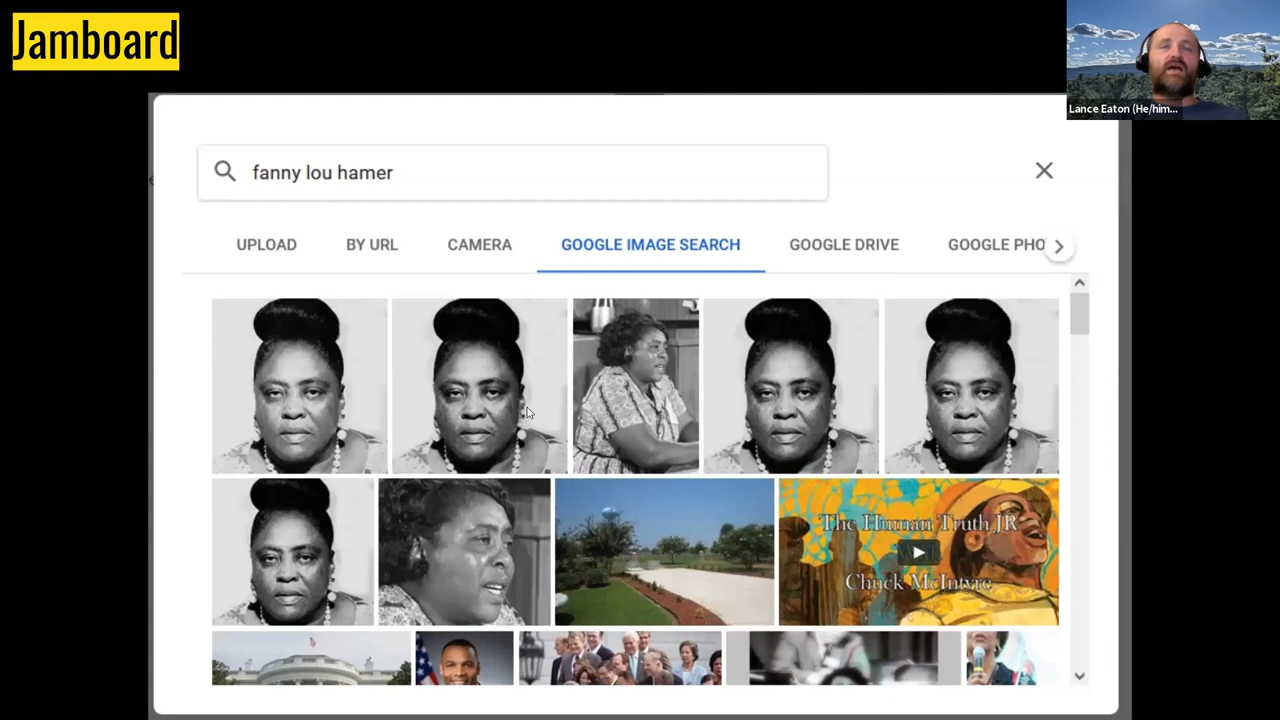 Jamboard
Lance Eaton (He/him...
fanny lou hamer
UPLOAD BY URL CAMERA GOOGLE IMAGE SEARCH GOOGLE DRIVE GOOGLE PHO
The Human Truth JR
Chuck McIntyre